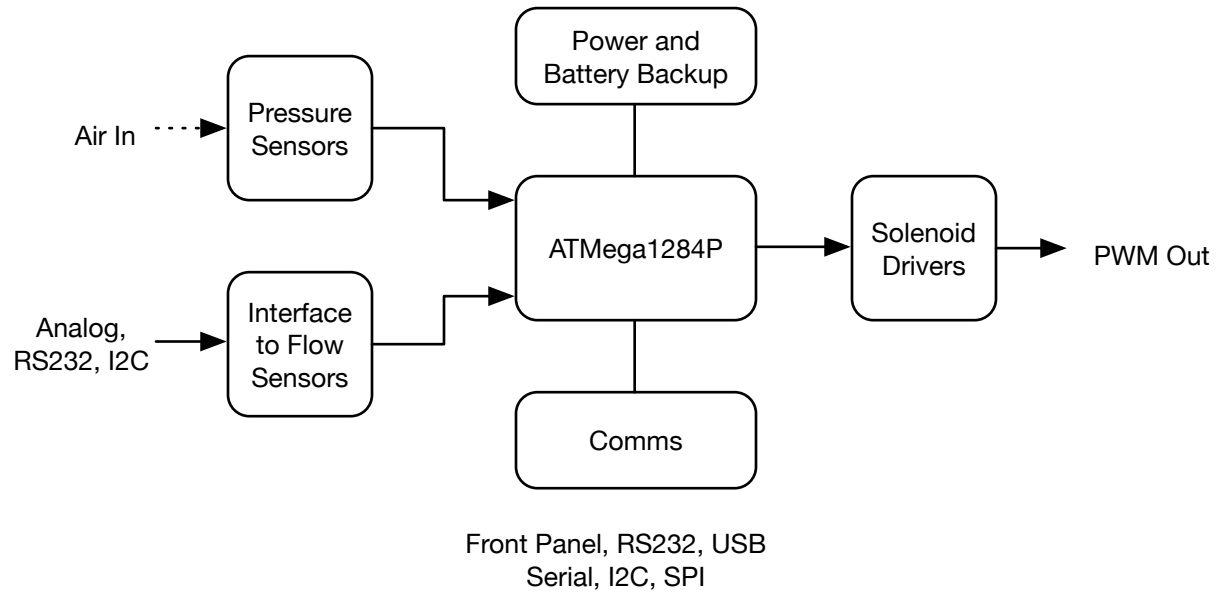 Power and
Battery Backup
Pressure
Sensors
Air In
ATMega1284P
Solenoid
Drivers
PWM Out
Interface
to Flow
Sensors
Analog,
RS232, I2C
Comms
Front Panel, RS232, USB
Serial, I2C, SPI